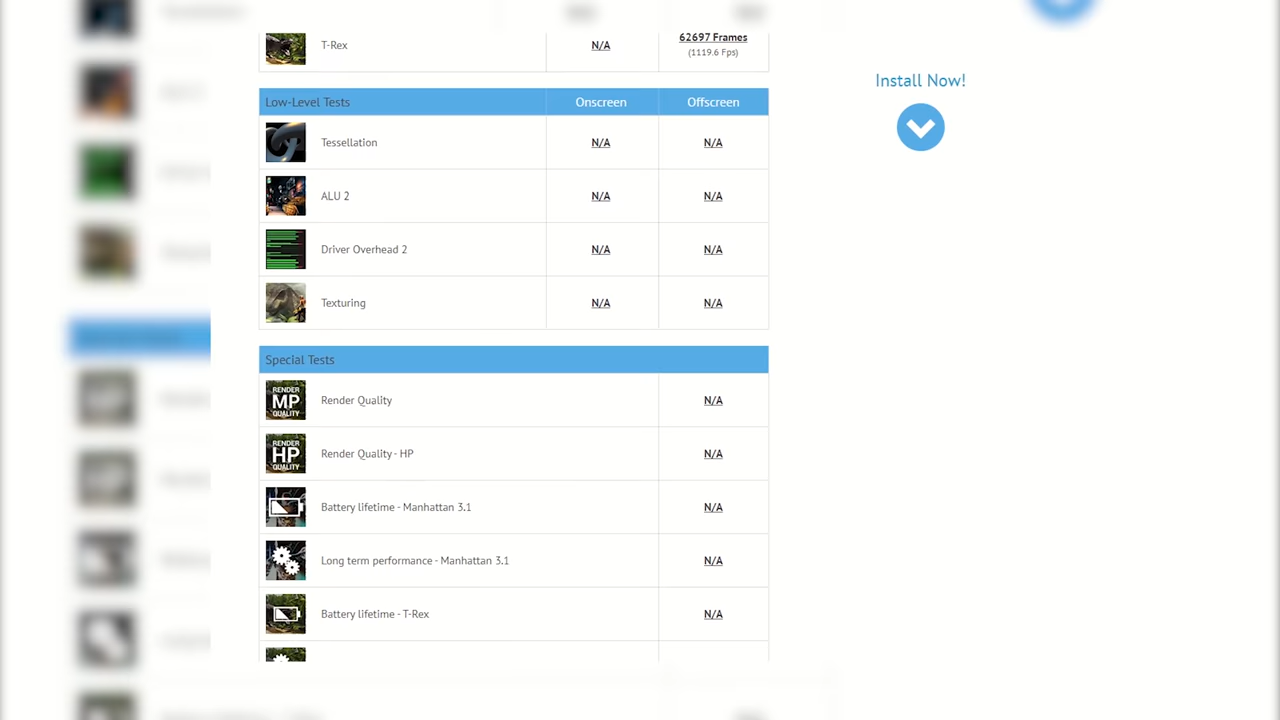 T-Rex N/A 62697 Frames
(1119.6 Fps)
Install Now!
Low-Level Tests Onscreen Offscreen
Tessellation N/A N/A
ALU 2 N/A N/A
Driver Overhead 2 N/A N/A
Texturing N/A N/A
Special Tests
RENDER
MP
QUALITY
Render Quality N/A
RENDER
HP
QUALITY
Render Quality - HP N/A
Battery lifetime - Manhattan 3.1 N/A
Long term performance - Manhattan 3.1 N/A
Battery lifetime - T-Rex N/A